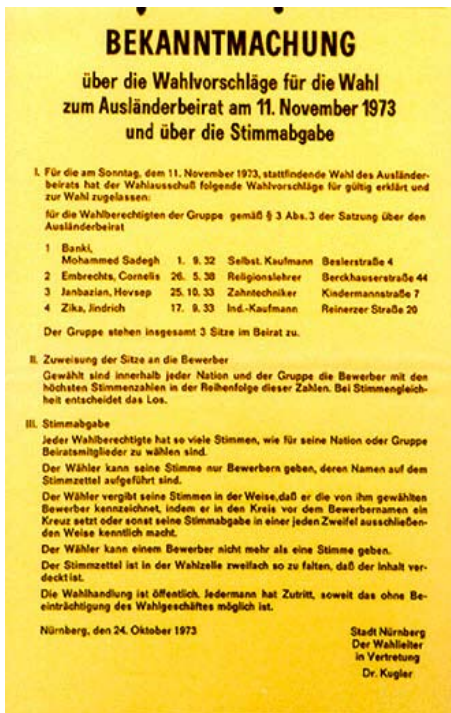 BEKANNTMACHUNG
über die Wahlvorschläge für die Wahl
zum Ausländerbeirat am 11. November 1973
und über die Stimmabgabe
I. Für die am Sonntag, dem 11. November 1973, stattfindende Wahl des Ausländer-
beirats hat der Wahlausschuß folgende Wahlvorschläge für gültig erklärt und
zur Wahl zugelassen:
für die Wahlberechtigten der Gruppe gemäß § 3 Abs. 3 der Satzung über den
Ausländerbeirat
1 Banki,
Mohammed Sadegh 1. 9. 32 Selbst. Kaufmann Beslerstraße 4
2 Embrechts, Cornelis 26. 5. 38 Religionslehrer Berckhauserstraße 44
3 Janbazian, Hovsep 25. 10. 33 Zahntechniker Kindermannstraße 7
4 Zika, Jindrich 17. 9. 33 Ind.-Kaufmann Reinerzer Straße 20
Der Gruppe stehen insgesamt 3 Sitze im Beirat zu.
II. Zuweisung der Sitze an die Bewerber
Gewählt sind innerhalb jeder Nation und der Gruppe die Bewerber mit den
höchsten Stimmenzahlen in der Reihenfolge dieser Zahlen. Bei Stimmengleich-
heit entscheidet das Los.
III. Stimmabgabe
Jeder Wahlberechtigte hat so viele Stimmen, wie für seine Nation oder Gruppe
Beiratsmitglieder zu wählen sind.
Der Wähler kann seine Stimme nur Bewerbern geben, deren Namen auf dem
Stimmzettel aufgeführt sind.
Der Wähler vergibt seine Stimmen in der Weise, daß er die von ihm gewählten
Bewerber kennzeichnet, indem er in den Kreis vor dem Bewerbernamen ein
Kreuz setzt oder sonst seine Stimmabgabe in einer jeden Zweifel ausschließen-
den Weise kenntlich macht.
Der Wähler kann einem Bewerber nicht mehr als eine Stimme geben.
Der Stimmzettel ist in der Wahlzelle zweifach so zu falten, daß der Inhalt ver-
deckt ist.
Die Wahlhandlung ist öffentlich. Jedermann hat Zutritt, soweit das ohne Be-
einträchtigung des Wahlgeschäftes möglich ist.
Nürnberg, den 24. Oktober 1973
Stadt Nürnberg
Der Wahlleiter
in Vertretung
Dr. Kugler